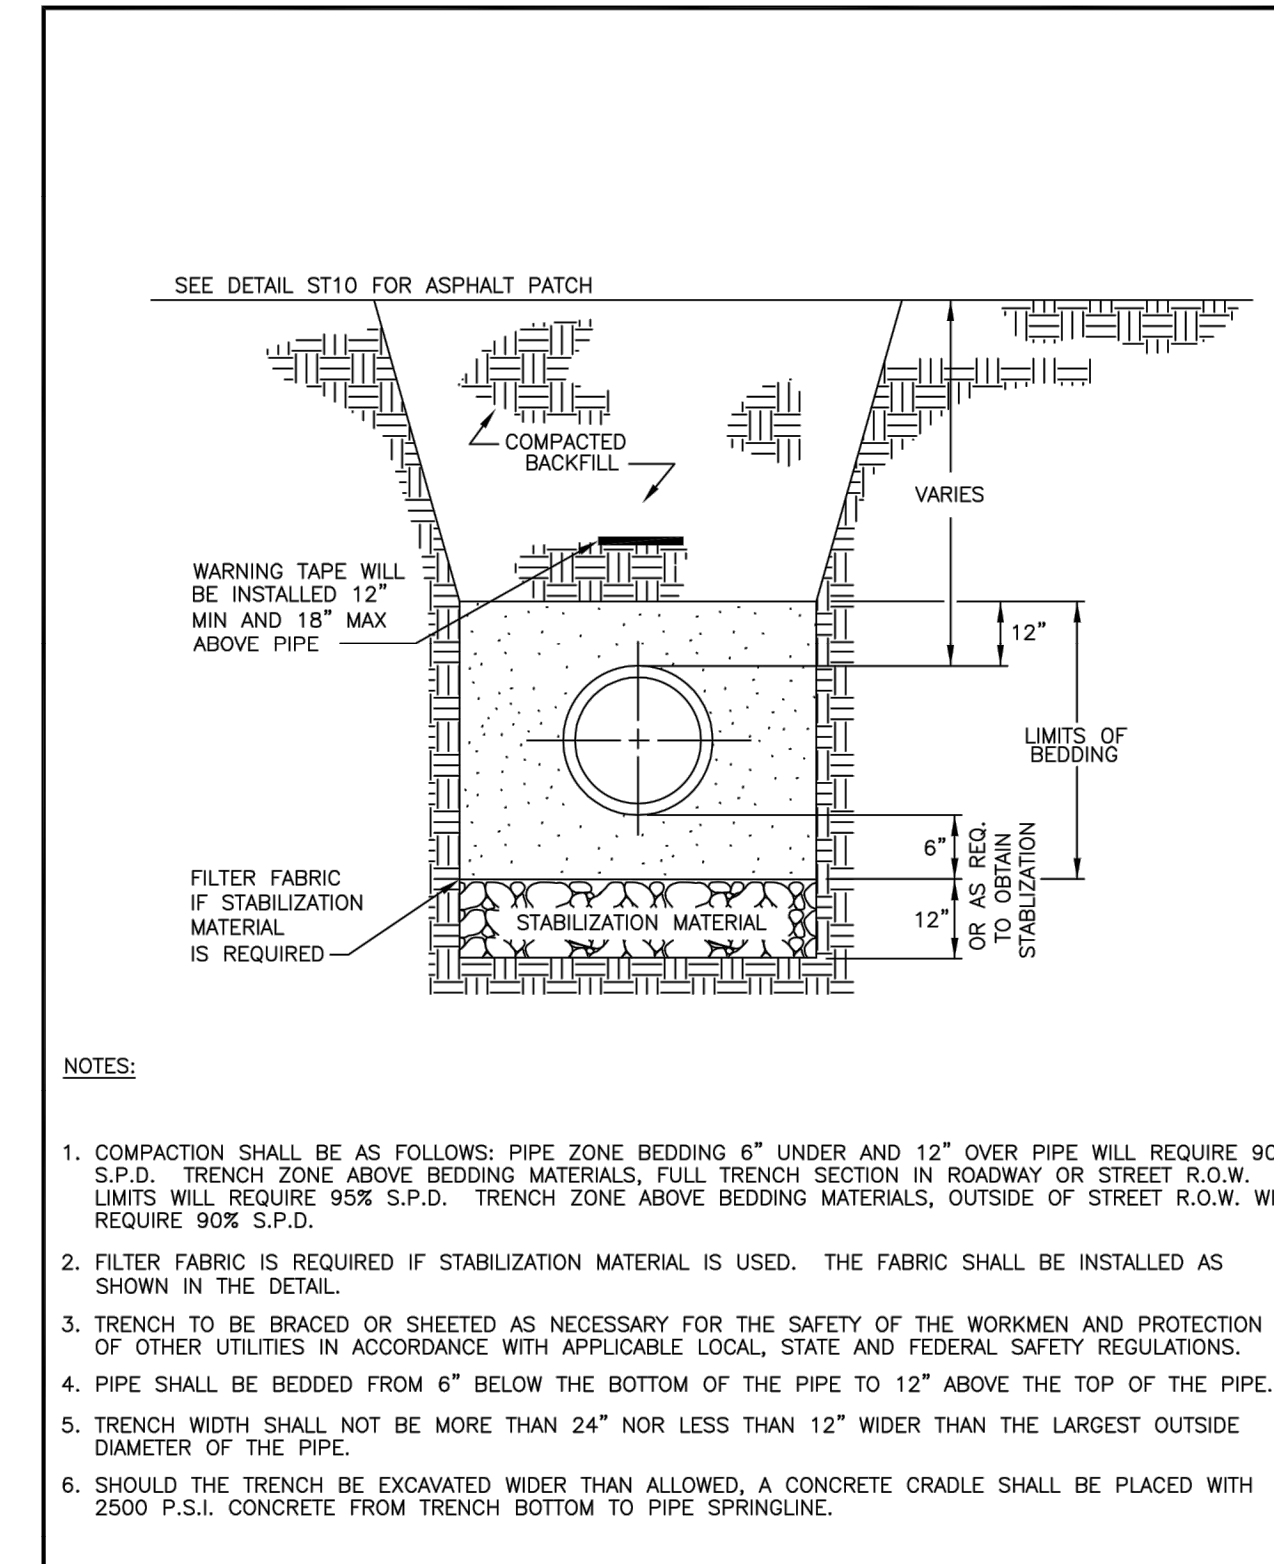 SEE DETAIL ST10 FOR ASPHALT PATCH
COMPACTED
BACKFILL
VARIES
WARNING TAPE WILL
BE INSTALLED 12"
MIN AND 18" MAX
ABOVE PIPE
12"
LIMITS OF
BEDDING
6"
12"
OR AS REQ.
TO OBTAIN
STABLIZATION
FILTER FABRIC
IF STABILIZATION
MATERIAL
IS REQUIRED
STABILIZATION MATERIAL
NOTES:
1. COMPACTION SHALL BE AS FOLLOWS: PIPE ZONE BEDDING 6" UNDER AND 12" OVER PIPE WILL REQUIRE 90
S.P.D. TRENCH ZONE ABOVE BEDDING MATERIALS, FULL TRENCH SECTION IN ROADWAY OR STREET R.O.W.
LIMITS WILL REQUIRE 95% S.P.D. TRENCH ZONE ABOVE BEDDING MATERIALS, OUTSIDE OF STREET R.O.W.
REQUIRE 90% S.P.D.
2. FILTER FABRIC IS REQUIRED IF STABILIZATION MATERIAL IS USED. THE FABRIC SHALL BE INSTALLED AS
SHOWN IN THE DETAIL.
3. TRENCH TO BE BRACED OR SHEETED AS NECESSARY FOR THE SAFETY OF THE WORKMEN AND PROTECTION
OF OTHER UTILITIES IN ACCORDANCE WITH APPLICABLE LOCAL, STATE AND FEDERAL SAFETY REGULATIONS.
4. PIPE SHALL BE BEDDED FROM 6" BELOW THE BOTTOM OF THE PIPE TO 12" ABOVE THE TOP OF THE PIPE.
5. TRENCH WIDTH SHALL NOT BE MORE THAN 24" NOR LESS THAN 12" WIDER THAN THE LARGEST OUTSIDE
DIAMETER OF THE PIPE.
6. SHOULD THE TRENCH BE EXCAVATED WIDER THAN ALLOWED, A CONCRETE CRADLE SHALL BE PLACED WITH
2500 P.S.I. CONCRETE FROM TRENCH BOTTOM TO PIPE SPRINGLINE.